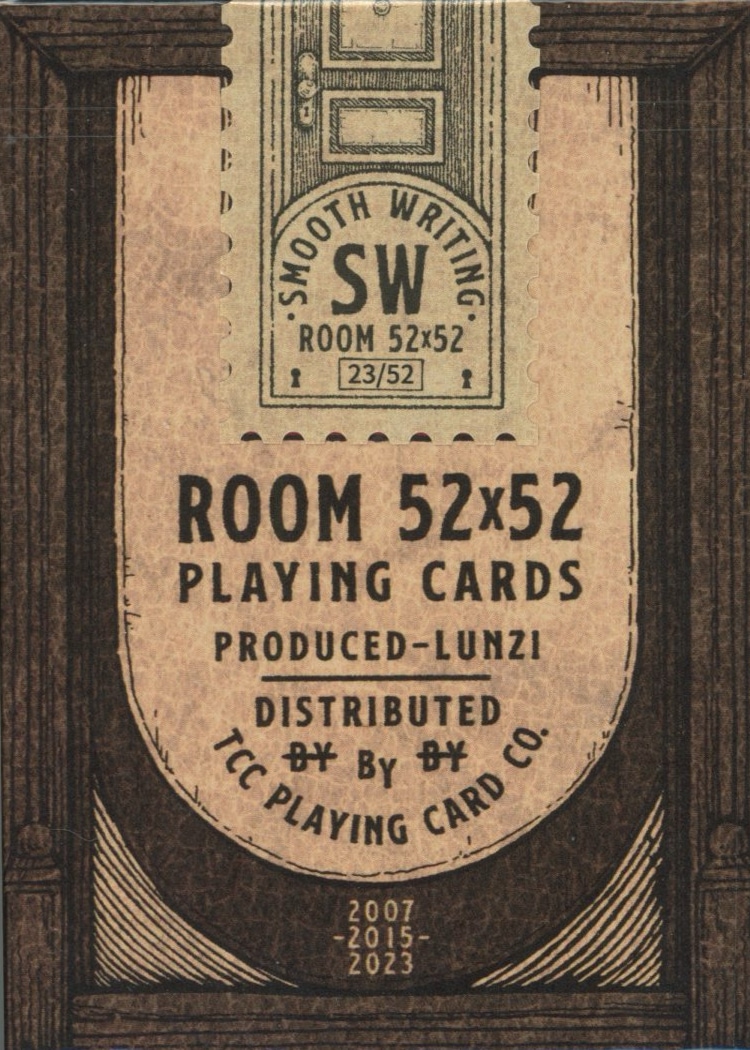 ·SMOOTH WRITING·
SW
ROOM 52x52
23/52
ROOM 52x52
PLAYING CARDS
PRODUCED-LUNZI
DISTRIBUTED
BY By BY
TCC PLAYING CARD CO.
2007
-2015-
2023